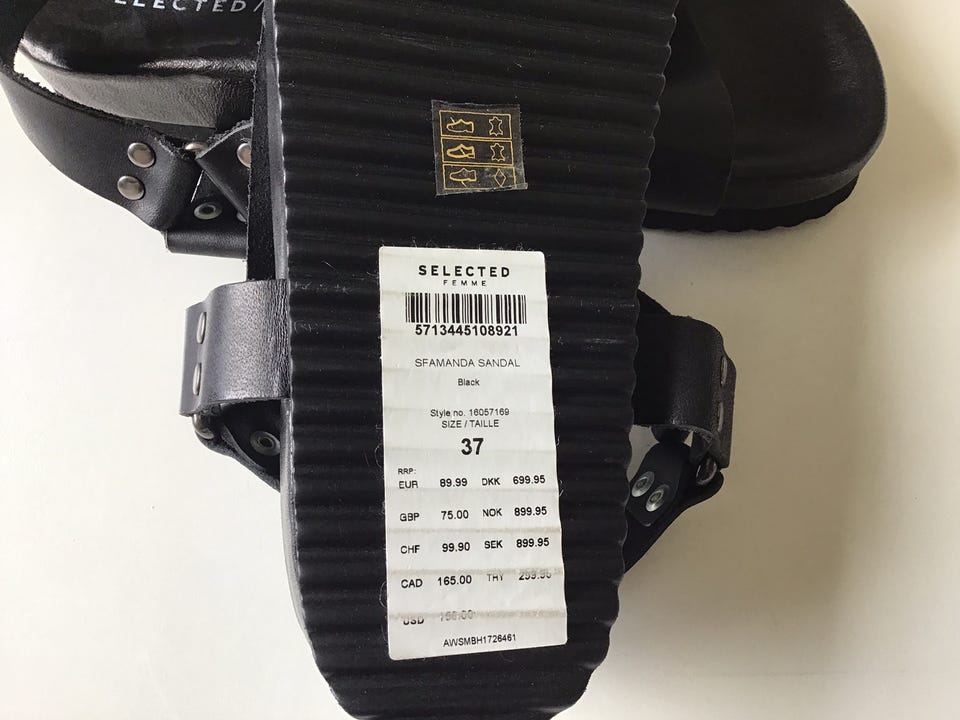 ELECTED /
SELECTED
FEMME
5713445108921
SFAMANDA SANDAL
Black
Style no. 16057169
SIZE / TAILLE
37
RRP:
EUR 89.99 DKK 699.95
GBP 75.00 NOK 899.95
CHF 99.90 SEK 899.95
CAD 165.00 TRY
USD
AWSMBH1726461